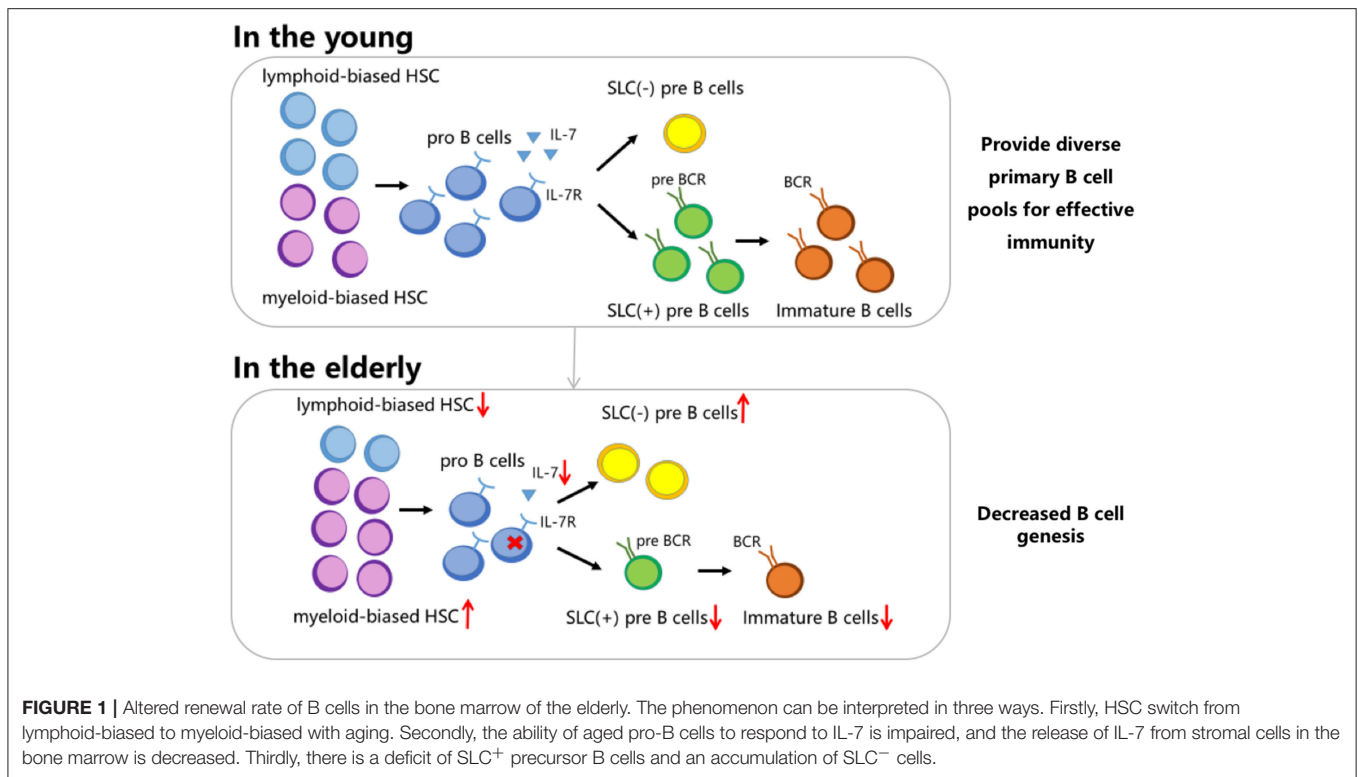 In the young
lymphoid-biased HSC
SLC(-) pre B cells
pro B cells
IL-7
IL-7R
pre BCR
BCR
myeloid-biased HSC
SLC(+) pre B cells
Immature B cells
Provide diverse
primary B cell
pools for effective
immunity
In the elderly
lymphoid-biased HSC
SLC(-) pre B cells
pro B cells
IL-7
IL-7R
pre BCR
BCR
myeloid-biased HSC
SLC(+) pre B cells
Immature B cells
Decreased B cell
genesis
FIGURE 1 | Altered renewal rate of B cells in the bone marrow of the elderly. The phenomenon can be interpreted in three ways. Firstly, HSC switch from
lymphoid-biased to myeloid-biased with aging. Secondly, the ability of aged pro-B cells to respond to IL-7 is impaired, and the release of IL-7 from stromal cells in the
bone marrow is decreased. Thirdly, there is a deficit of SLC⁺ precursor B cells and an accumulation of SLC⁻ cells.